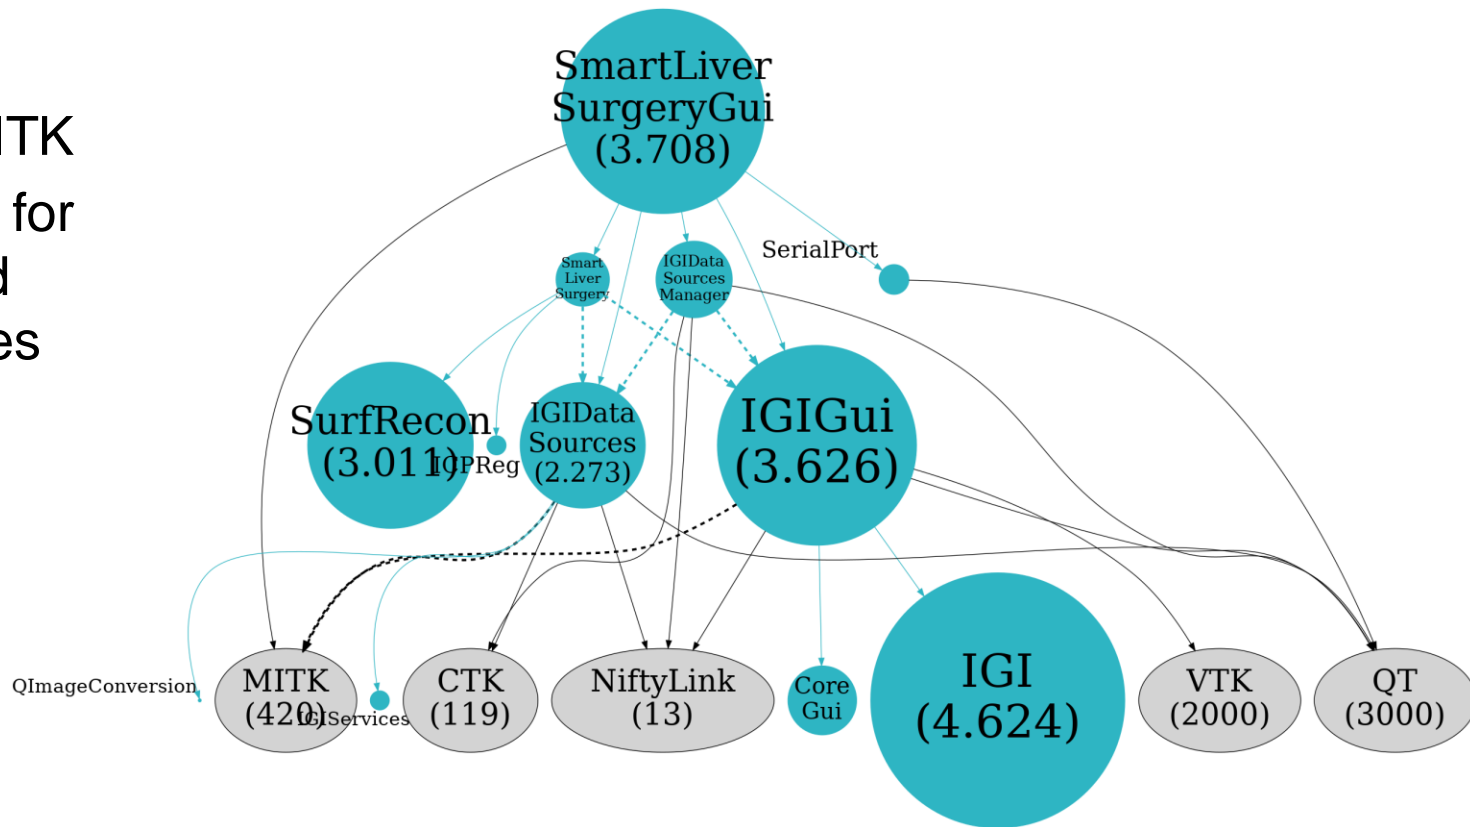 ITK
for
d
es
SmartLiver
SurgeryGui
(3.708)
SerialPort
Smart
Liver
Surgery
IGIData
Sources
Manager
SurfRecon
(3.011)
ICPReg
IGIData
Sources
(2.273)
IGIGui
(3.626)
QImageConversion
MITK
(420)
IGIServices
CTK
(119)
NiftyLink
(13)
Core
Gui
IGI
(4.624)
VTK
(2000)
QT
(3000)